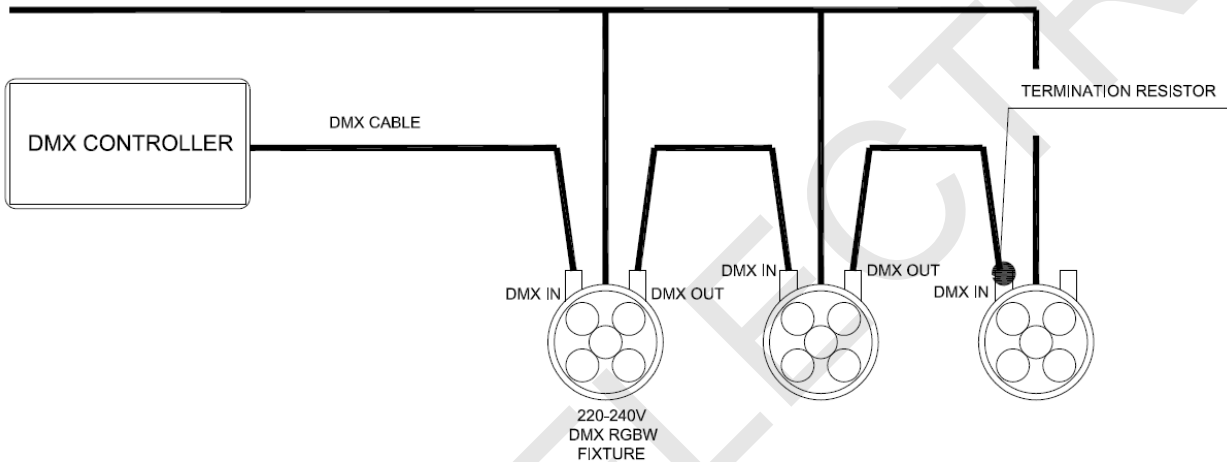 TERMINATION RESISTOR
DMX CABLE
DMX CONTROLLER
DMX IN
DMX OUT
DMX IN
DMX OUT
DMX IN
220-240V
DMX RGBW
FIXTURE